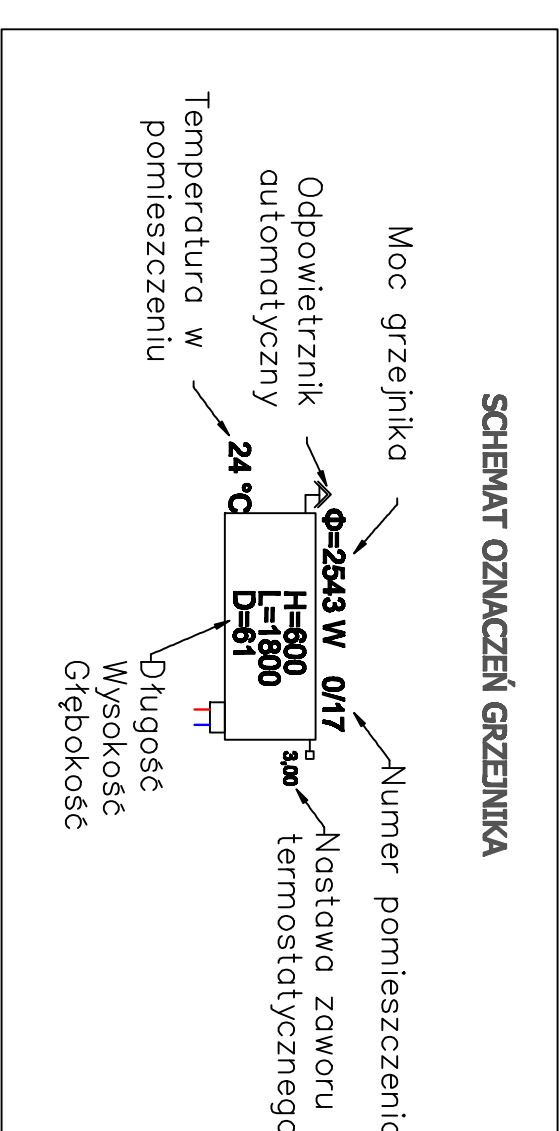 SCHEMAT OZNACZEŃ GRZEJNIKA
Moc grzejnika
Numer pomieszczenia
Odpowietrznik
automatyczny
Φ=2543 W 0/17
Nastawa zaworu
termostatycznego
H=600
L=1800
D=61
3,00
Temperatura w
pomieszczeniu
24 °C
Długość
Wysokość
Głębokość